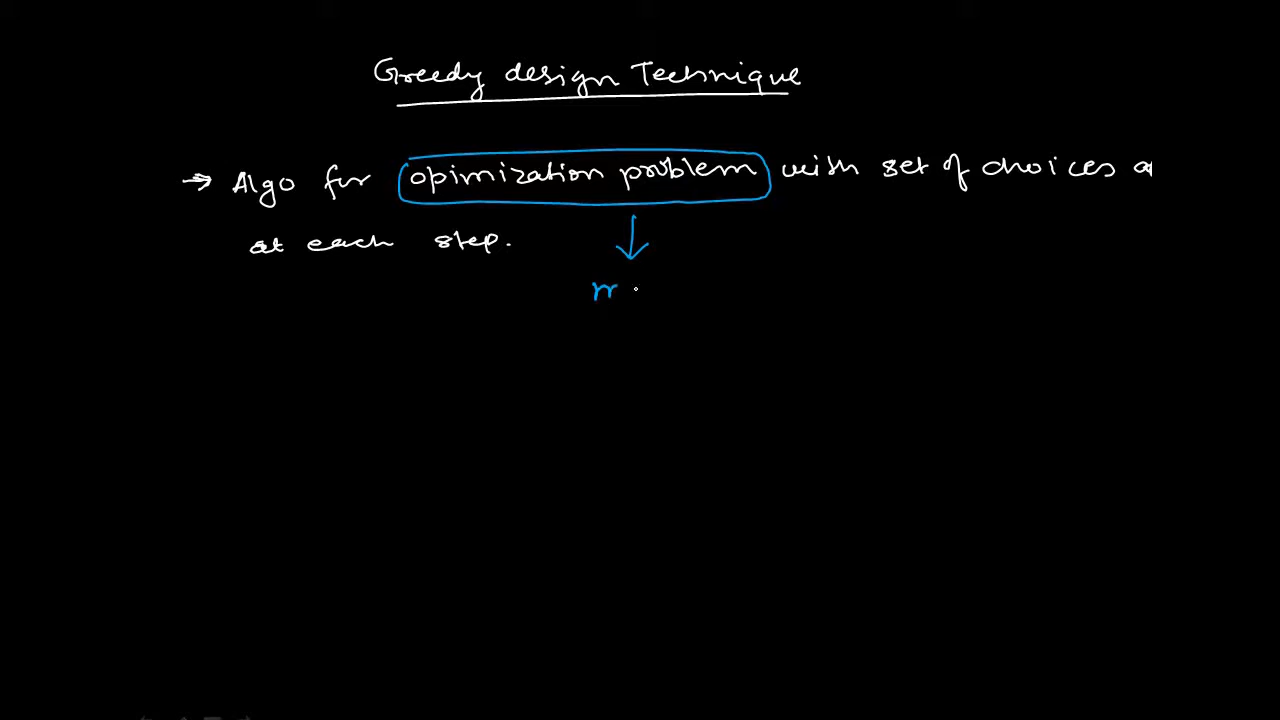 Greedy design Technique
→ Algo for opimization problem with set of choices a
at each step.
↓
m